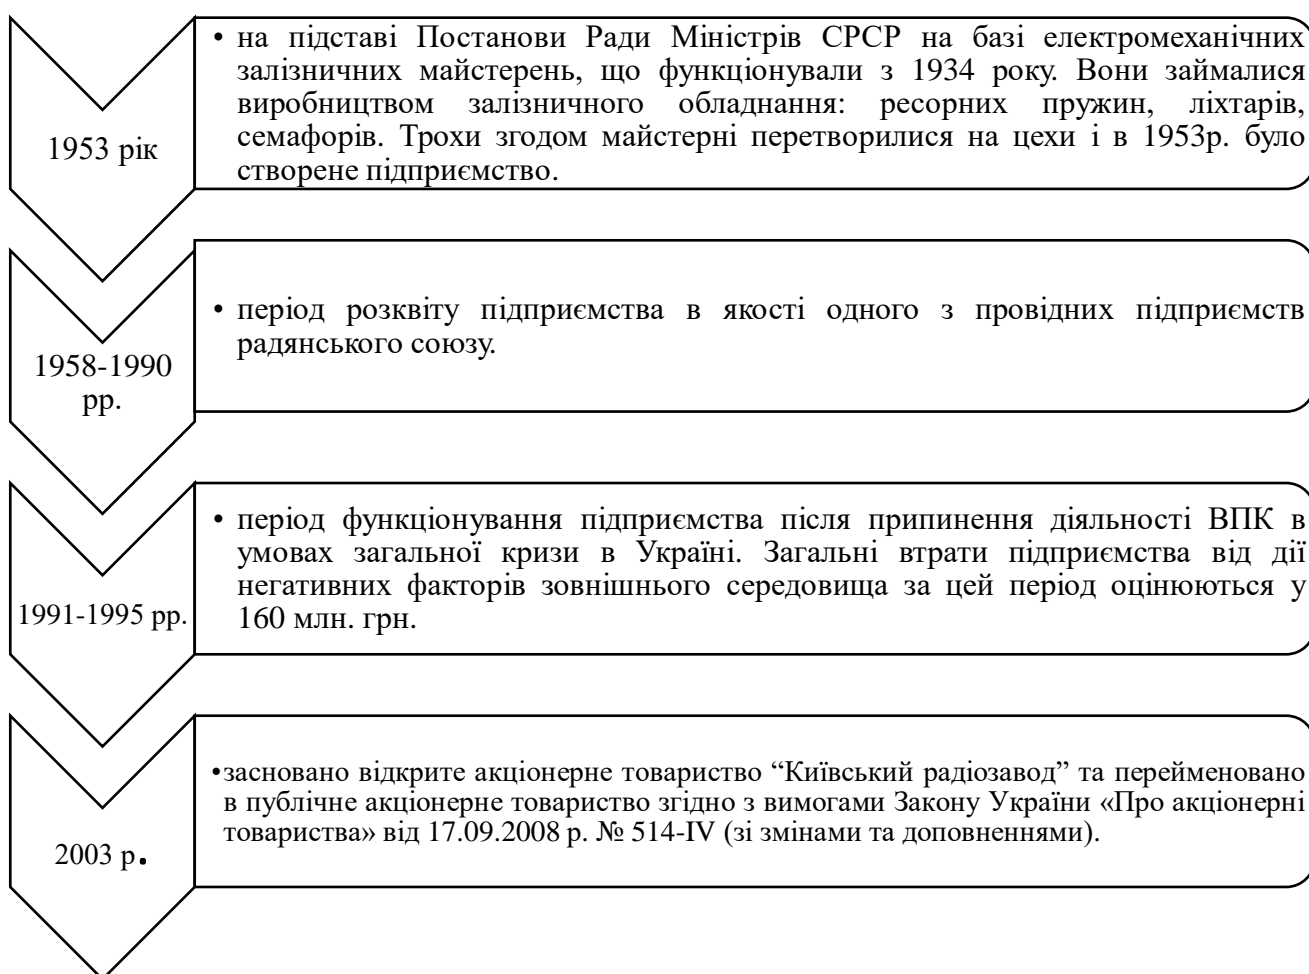 1953 рік
• на підставі Постанови Ради Міністрів СРСР на базі електромеханічних
залізничних майстерень, що функціонували з 1934 року. Вони займалися
виробництвом залізничного обладнання: ресорних пружин, ліхтарів,
семафорів. Трохи згодом майстерні перетворилися на цехи і в 1953р. було
створене підприємство.
1958-1990
рр.
• період розквіту підприємства в якості одного з провідних підприємств
радянського союзу.
1991-1995 рр.
• період функціонування підприємства після припинення діяльності ВПК в
умовах загальної кризи в Україні. Загальні втрати підприємства від дії
негативних факторів зовнішнього середовища за цей період оцінюються у
160 млн. грн.
2003 р.
•засновано відкрите акціонерне товариство “Київський радіозавод” та перейменовано
в публічне акціонерне товариство згідно з вимогами Закону України «Про акціонерні
товариства» від 17.09.2008 р. № 514-IV (зі змінами та доповненнями).